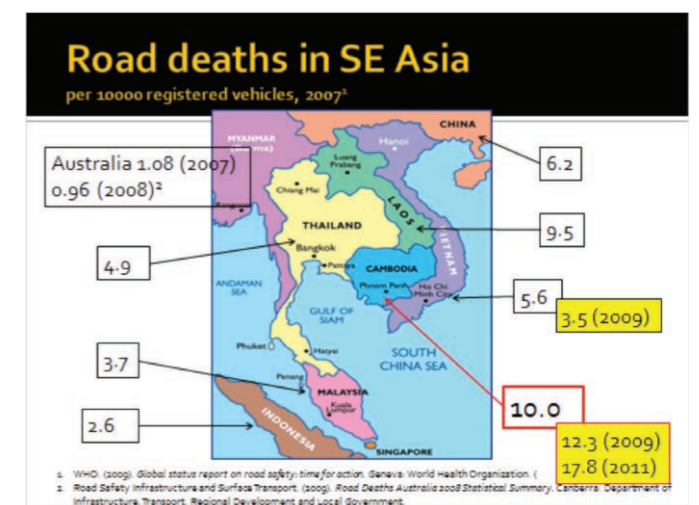 Road deaths in SE Asia
per 10000 registered vehicles, 2007¹
CHINA
MYANMAR
(Burma)
Hanoi
Australia 1.08 (2007)
0.96 (2008)²
6.2
Luang
Prabang
Chiang Mai
LAOS
THAILAND
9.5
Bangkok
VIETNAM
4.9
Pattaya
CAMBODIA
ANDAMAN
SEA
Phnom Penh
Ho Chi
Minh City
5.6
3.5 (2009)
GULF OF
SIAM
Phuket
Hatyai
SOUTH
CHINA SEA
3.7
Penang
MALAYSIA
Kuala
Lumpur
10.0
2.6
INDONESIA
12.3 (2009)
17.8 (2011)
SINGAPORE
1. WHO. (2009). Global status report on road safety: time for action. Geneva: World Health Organization. (
2. Road Safety Infrastructure and Surface Transport. (2009). Road Deaths Australia 2008 Statistical Summary. Canberra: Department of
Infrastructure, Transport, Regional Development and Local Government.